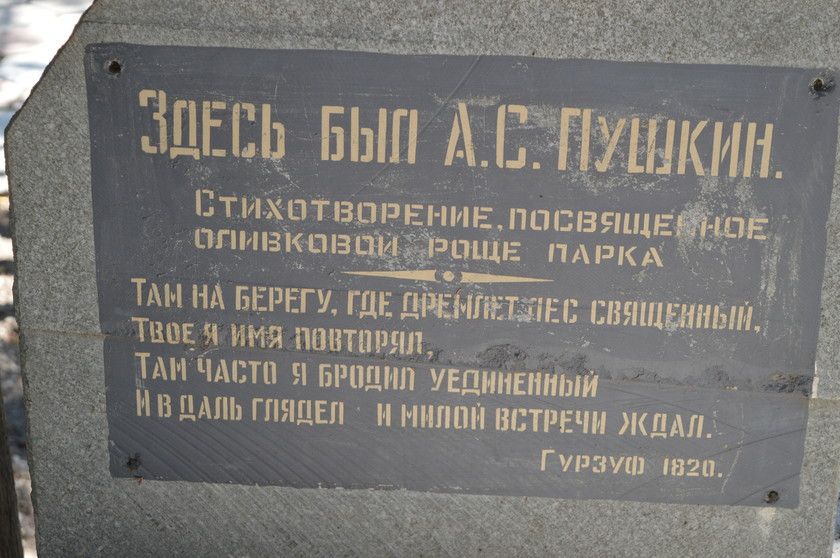 Здесь был А.С. Пушкин.
Стихотворение, посвященное
оливковой роще парка
Там на берегу, где дремлет лес священный,
Твое я имя повторял,
Там часто я бродил уединенный
И в даль глядел и милой встречи ждал.
Гурзуф 1820.